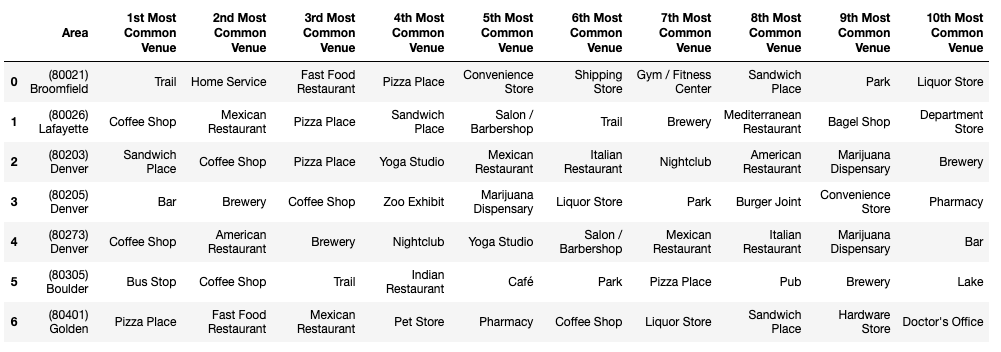 Area 1st Most Common Venue 2nd Most Common Venue 3rd Most Common Venue 4th Most Common Venue 5th Most Common Venue 6th Most Common Venue 7th Most Common Venue 8th Most Common Venue 9th Most Common Venue 10th Most Common Venue
0 (80021) Broomfield Trail Home Service Fast Food Restaurant Pizza Place Convenience Store Shipping Store Gym / Fitness Center Sandwich Place Park Liquor Store
1 (80026) Lafayette Coffee Shop Mexican Restaurant Pizza Place Sandwich Place Salon / Barbershop Trail Brewery Mediterranean Restaurant Bagel Shop Department Store
2 (80203) Denver Sandwich Place Coffee Shop Pizza Place Yoga Studio Mexican Restaurant Italian Restaurant Nightclub American Restaurant Marijuana Dispensary Brewery
3 (80205) Denver Bar Brewery Coffee Shop Zoo Exhibit Marijuana Dispensary Liquor Store Park Burger Joint Convenience Store Pharmacy
4 (80273) Denver Coffee Shop American Restaurant Brewery Nightclub Yoga Studio Salon / Barbershop Mexican Restaurant Italian Restaurant Marijuana Dispensary Bar
5 (80305) Boulder Bus Stop Coffee Shop Trail Indian Restaurant Café Park Pizza Place Pub Brewery Lake
6 (80401) Golden Pizza Place Fast Food Restaurant Mexican Restaurant Pet Store Pharmacy Coffee Shop Liquor Store Sandwich Place Hardware Store Doctor's Office